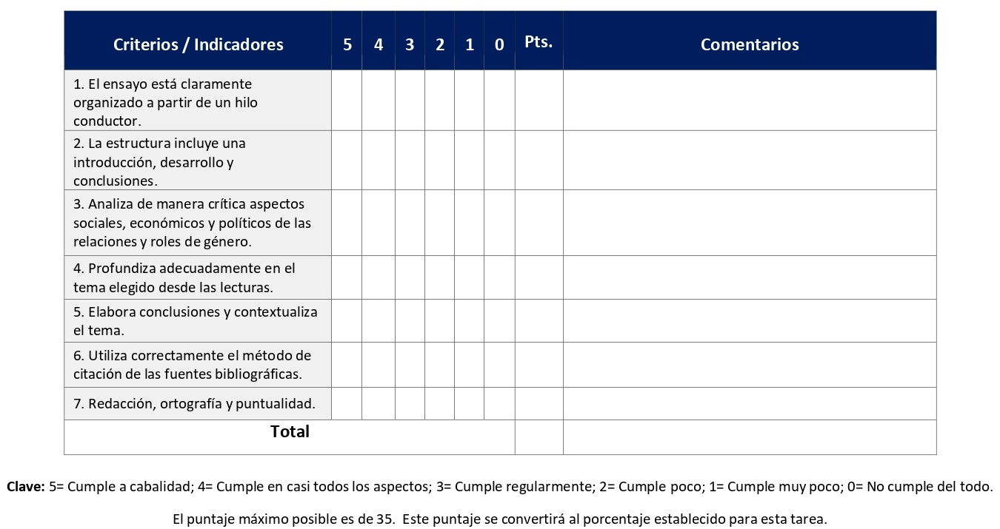 Criterios / Indicadores 5 4 3 2 1 0 Pts. Comentarios
1. El ensayo está claramente
organizado a partir de un hilo
conductor.
2. La estructura incluye una
introducción, desarrollo y
conclusiones.
3. Analiza de manera crítica aspectos
sociales, económicos y políticos de las
relaciones y roles de género.
4. Profundiza adecuadamente en el
tema elegido desde las lecturas.
5. Elabora conclusiones y contextualiza
el tema.
6. Utiliza correctamente el método de
citación de las fuentes bibliográficas.
7. Redacción, ortografía y puntualidad.
Total
Clave: 5= Cumple a cabalidad; 4= Cumple en casi todos los aspectos; 3= Cumple regularmente; 2= Cumple poco; 1= Cumple muy poco; 0= No cumple del todo.
El puntaje máximo posible es de 35. Este puntaje se convertirá al porcentaje establecido para esta tarea.